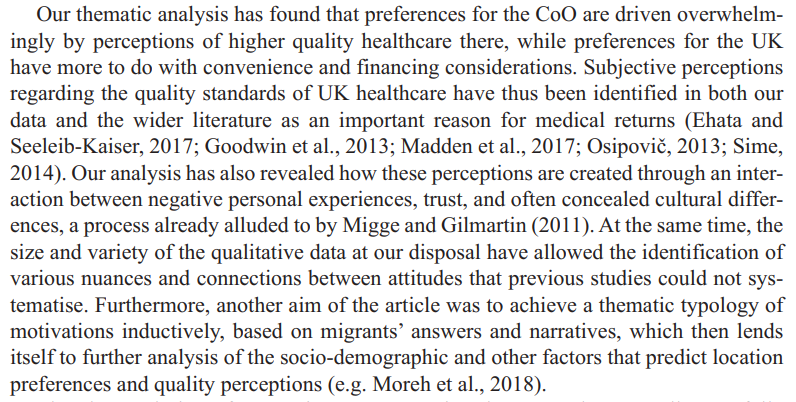 Our thematic analysis has found that preferences for the CoO are driven overwhelm-
ingly by perceptions of higher quality healthcare there, while preferences for the UK
have more to do with convenience and financing considerations. Subjective perceptions
regarding the quality standards of UK healthcare have thus been identified in both our
data and the wider literature as an important reason for medical returns (Ehata and
Seeleib-Kaiser, 2017; Goodwin et al., 2013; Madden et al., 2017; Osipovič, 2013; Sime,
2014). Our analysis has also revealed how these perceptions are created through an inter-
action between negative personal experiences, trust, and often concealed cultural differ-
ences, a process already alluded to by Migge and Gilmartin (2011). At the same time, the
size and variety of the qualitative data at our disposal have allowed the identification of
various nuances and connections between attitudes that previous studies could not sys-
tematise. Furthermore, another aim of the article was to achieve a thematic typology of
motivations inductively, based on migrants’ answers and narratives, which then lends
itself to further analysis of the socio-demographic and other factors that predict location
preferences and quality perceptions (e.g. Moreh et al., 2018).